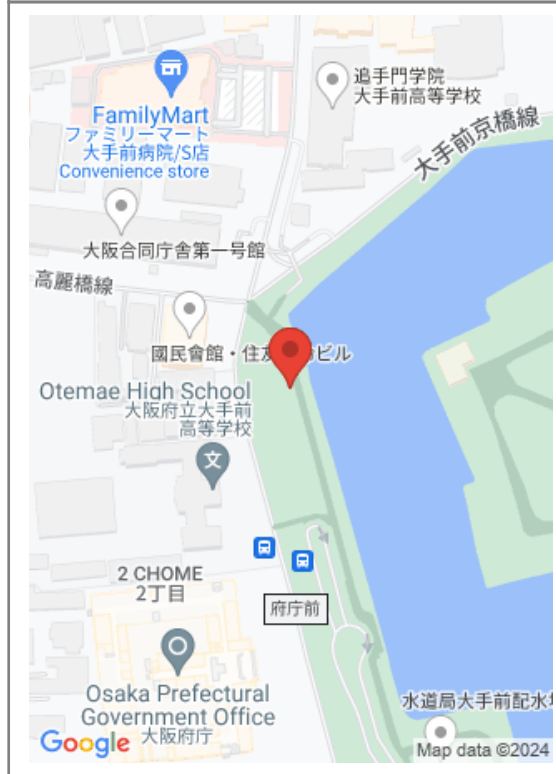 追手門学院
大手前高等学校
FamilyMart
ファミリーマート
大手前病院/S店
Convenience store
大手前京橋線
大阪合同庁舎第一号館
高麗橋線
國民會館・住友
ビル
Otemae High School
大阪府立大手前
高等学校
文
2 CHOME
2丁目
府庁前
Osaka Prefectural
Government Office
大阪府庁
水道局大手前配水
Google
Map data ©2024